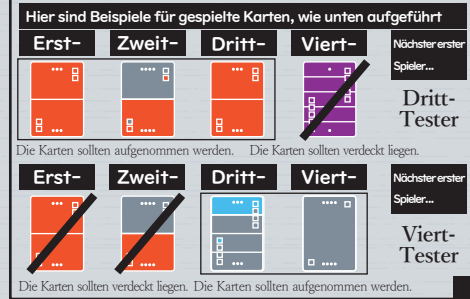 Hier sind Beispiele für gespielte Karten, wie unten aufgeführt
Erst- Zweit- Dritt- Viert- Nächster erster Spieler...
Dritt-
Tester
Die Karten sollten aufgenommen werden. Die Karten sollten verdeckt liegen.
Erst- Zweit- Dritt- Viert- Nächster erster Spieler...
Viert-
Tester
Die Karten sollten verdeckt liegen. Die Karten sollten aufgenommen werden.